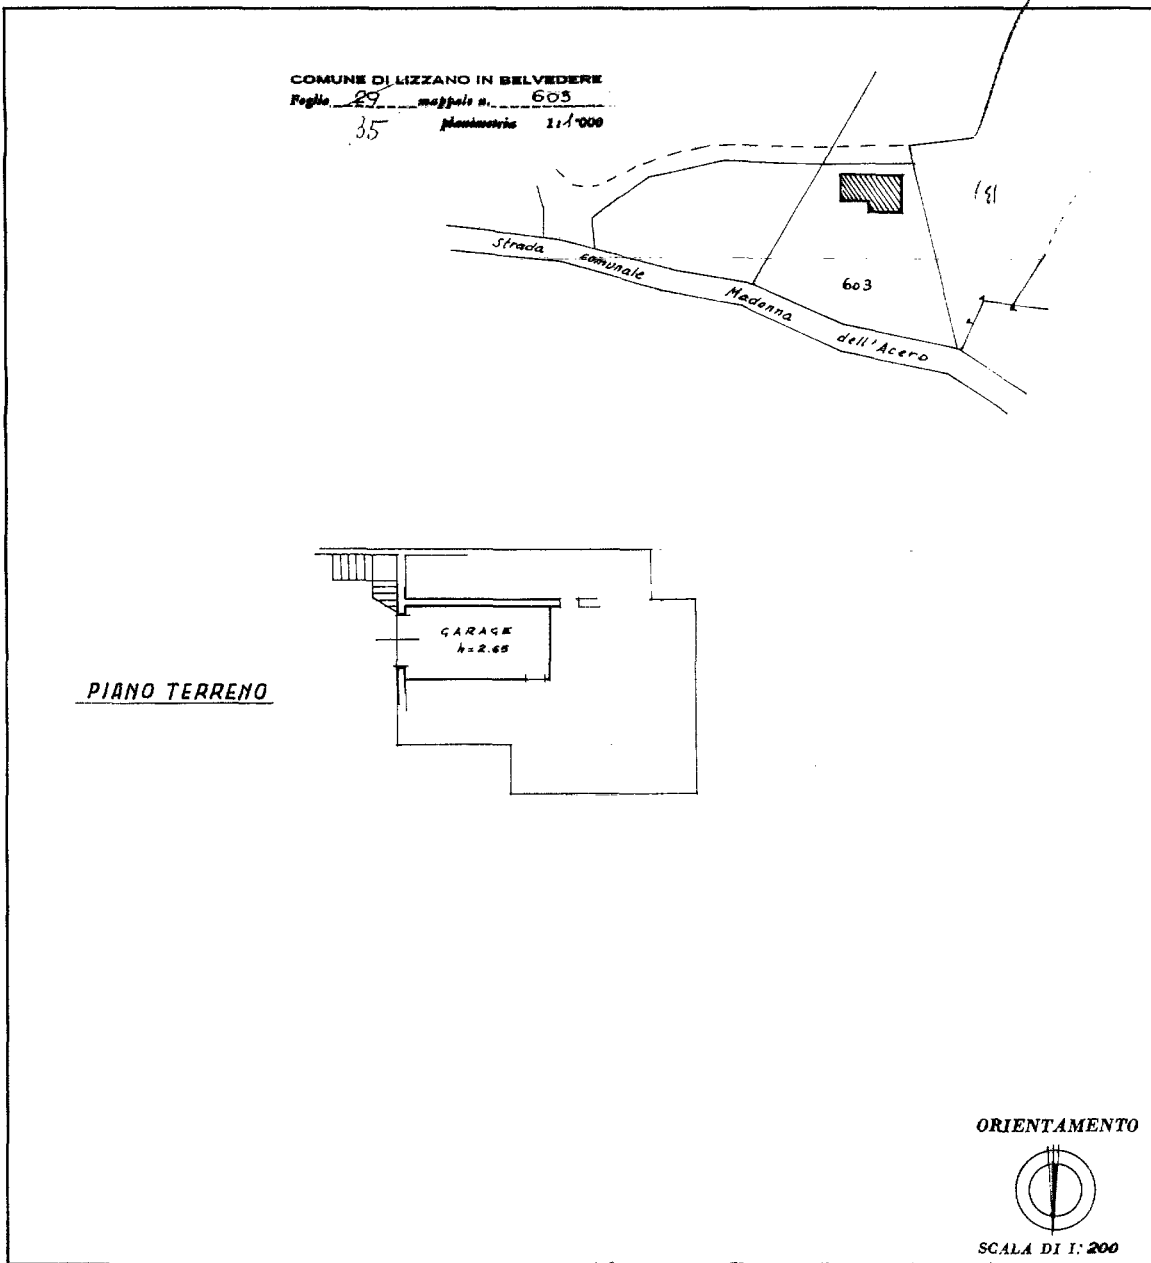 COMUNE DI LIZZANO IN BELVEDERE
Foglio 29 mappale n. 603
35 planimetria 1:1000
Strada comunale Madonna dell'Acero
603
GARAGE
h=2.65
PIANO TERRENO
ORIENTAMENTO
SCALA DI 1:200